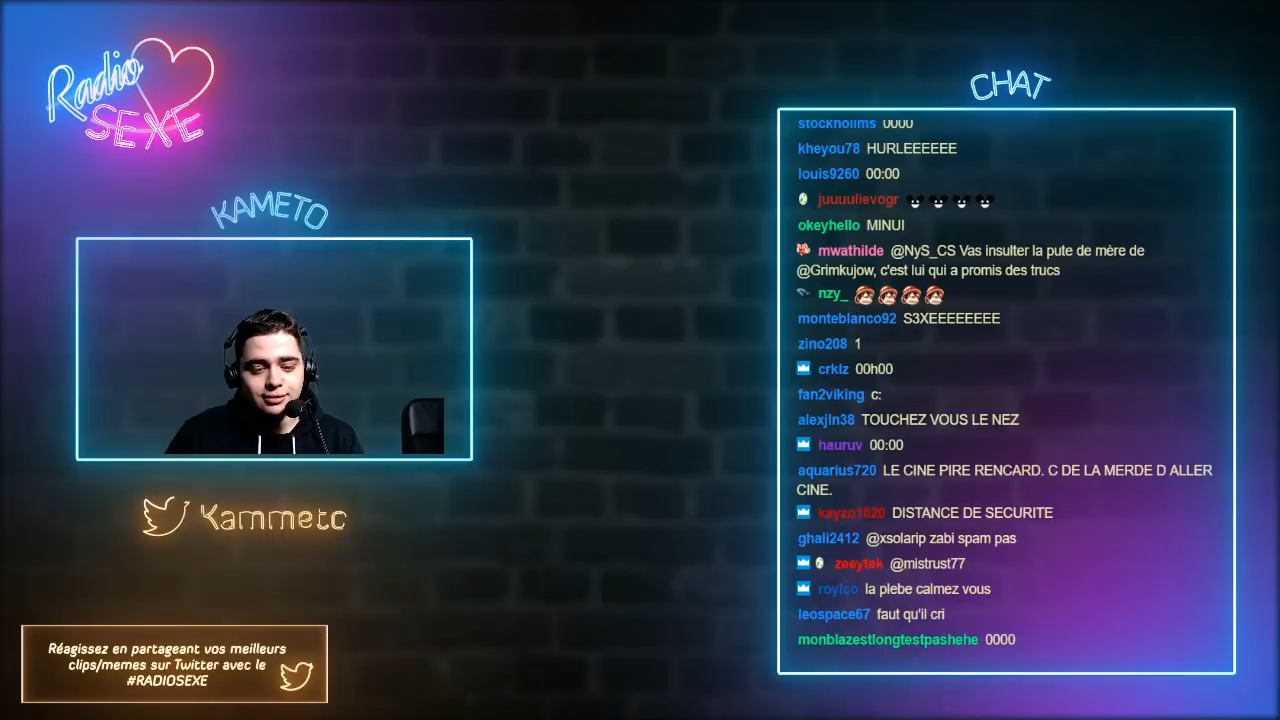 Radio
SEXE
KAMETO
Kammeto
Réagissez en partageant vos meilleurs
clips/memes sur Twitter avec le
#RADIOSEXE
CHAT
stockholms 0000
kheyou78 HURLEEEEEE
louis9260 00:00
juuuulievogr
okeyhello MINUI
mwathilde @NyS_CS Vas insulter la pute de mère de
@Grimkujow, c'est lui qui a promis des trucs
nzy_
monteblanco92 S3XEEEEEEEE
zino208 1
crklz 00h00
fan2viking c:
alexjln38 TOUCHEZ VOUS LE NEZ
hauruv 00:00
aquarius720 LE CINE PIRE RENCARD. C DE LA MERDE D ALLER
CINE.
kayzo1620 DISTANCE DE SECURITE
ghali2412 @xsolarip zabi spam pas
zeeytek @mistrust77
roylco la plebe calmez vous
leospace67 faut qu'il cri
monblazestlongtestpashehe 0000